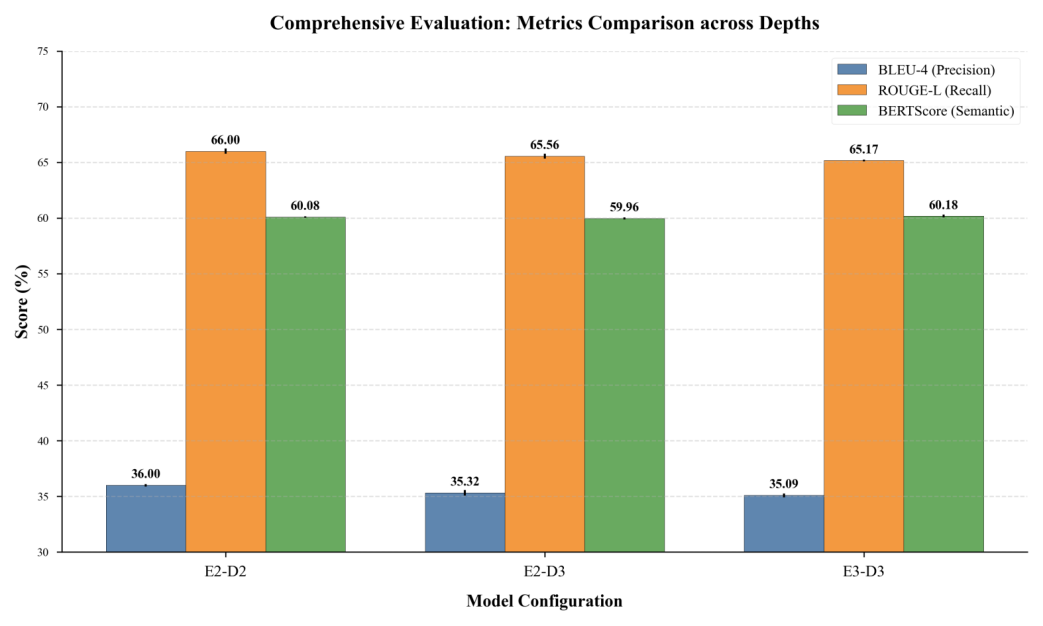 Comprehensive Evaluation: Metrics Comparison across Depths
75
70
65
60
55
50
45
40
35
30
Score (%)
BLEU-4 (Precision)
ROUGE-L (Recall)
BERTScore (Semantic)
36.00
66.00
60.08
35.32
65.56
59.96
35.09
65.17
60.18
E2-D2
E2-D3
E3-D3
Model Configuration